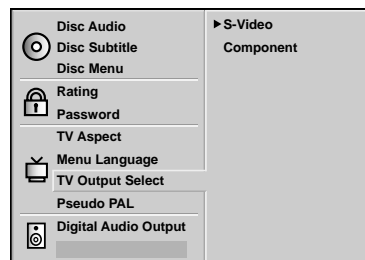 Disc Audio
Disc Subtitle
Disc Menu
Rating
Password
TV Aspect
Menu Language
TV Output Select
Pseudo PAL
Digital Audio Output
S-Video
Component